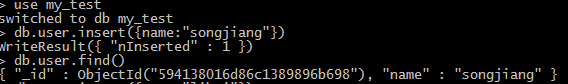 > use my_test
switched to db my_test
> db.user.insert({name:"songjiang"})
WriteResult({ "nInserted" : 1 })
> db.user.find()
{ "_id" : ObjectId("594138016d86c1389896b698"), "name" : "songjiang" }